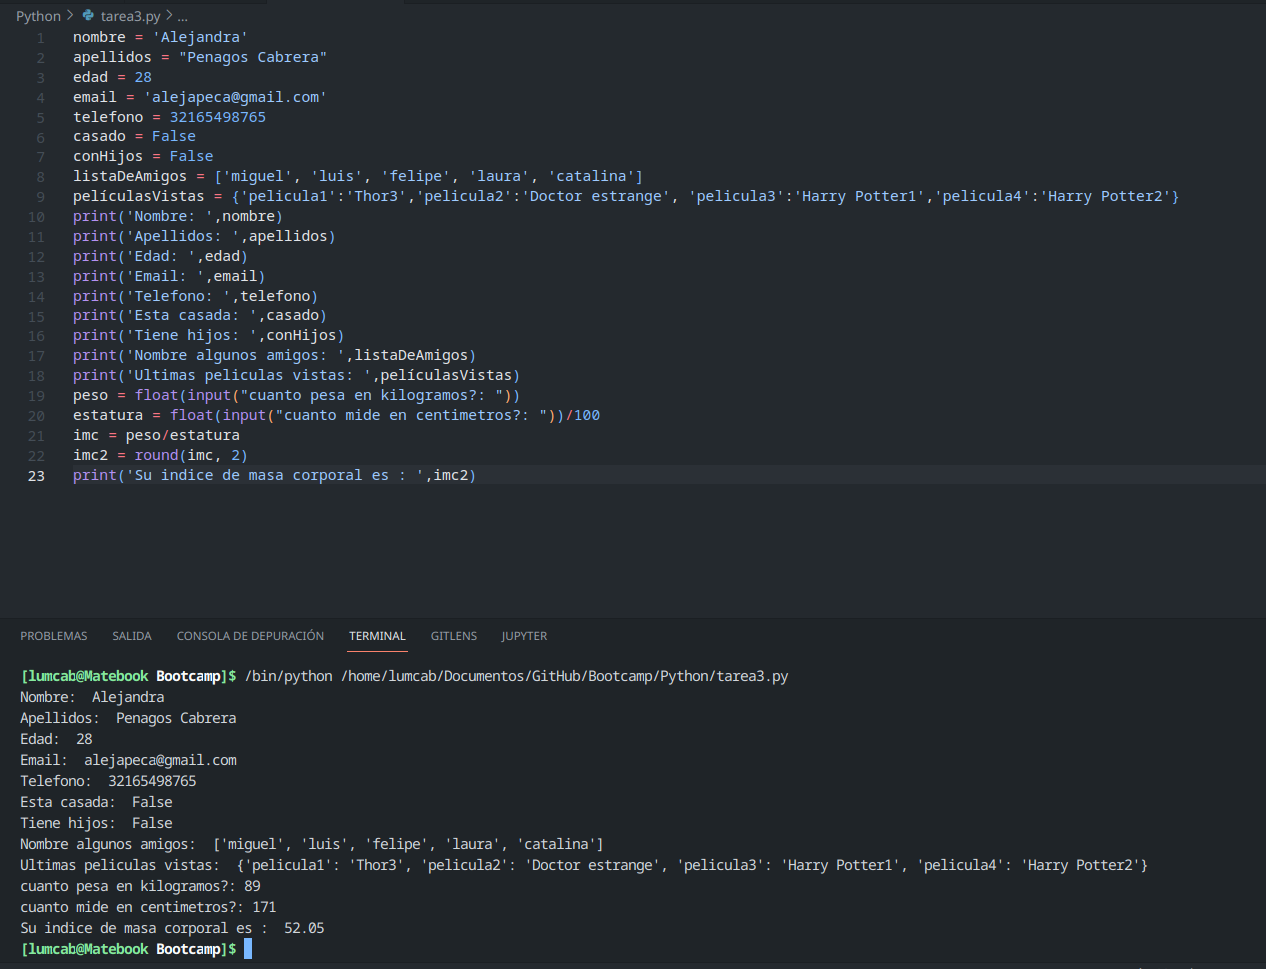 Python > tarea3.py > ...
1 nombre = 'Alejandra'
2 apellidos = "Penagos Cabrera"
3 edad = 28
4 email = 'alejapeca@gmail.com'
5 telefono = 32165498765
6 casado = False
7 conHijos = False
8 listaDeAmigos = ['miguel', 'luis', 'felipe', 'laura', 'catalina']
9 películasVistas = {'pelicula1':'Thor3','pelicula2':'Doctor estrange', 'pelicula3':'Harry Potter1','pelicula4':'Harry Potter2'}
10 print('Nombre: ',nombre)
11 print('Apellidos: ',apellidos)
12 print('Edad: ',edad)
13 print('Email: ',email)
14 print('Telefono: ',telefono)
15 print('Esta casada: ',casado)
16 print('Tiene hijos: ',conHijos)
17 print('Nombre algunos amigos: ',listaDeAmigos)
18 print('Ultimas peliculas vistas: ',películasVistas)
19 peso = float(input("cuanto pesa en kilogramos?: "))
20 estatura = float(input("cuanto mide en centimetros?: "))/100
21 imc = peso/estatura
22 imc2 = round(imc, 2)
23 print('Su indice de masa corporal es : ',imc2)
PROBLEMAS SALIDA CONSOLA DE DEPURACIÓN TERMINAL GITLENS JUPYTER
[lumcab@Matebook Bootcamp]$ /bin/python /home/lumcab/Documentos/GitHub/Bootcamp/Python/tarea3.py
Nombre:  Alejandra
Apellidos:  Penagos Cabrera
Edad:  28
Email:  alejapeca@gmail.com
Telefono:  32165498765
Esta casada:  False
Tiene hijos:  False
Nombre algunos amigos:  ['miguel', 'luis', 'felipe', 'laura', 'catalina']
Ultimas peliculas vistas:  {'pelicula1': 'Thor3', 'pelicula2': 'Doctor estrange', 'pelicula3': 'Harry Potter1', 'pelicula4': 'Harry Potter2'}
cuanto pesa en kilogramos?: 89
cuanto mide en centimetros?: 171
Su indice de masa corporal es :  52.05
[lumcab@Matebook Bootcamp]$